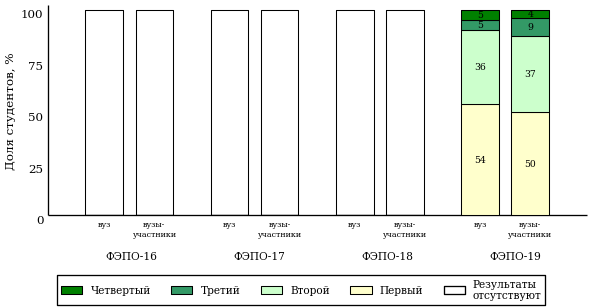 Доля студентов, %
100
75
50
25
0
5
5
36
54
4
9
37
50
вуз
вузы-
участники
вуз
вузы-
участники
вуз
вузы-
участники
вуз
вузы-
участники
ФЭПО-16
ФЭПО-17
ФЭПО-18
ФЭПО-19
Четвертый
Третий
Второй
Первый
Результаты
отсутствуют